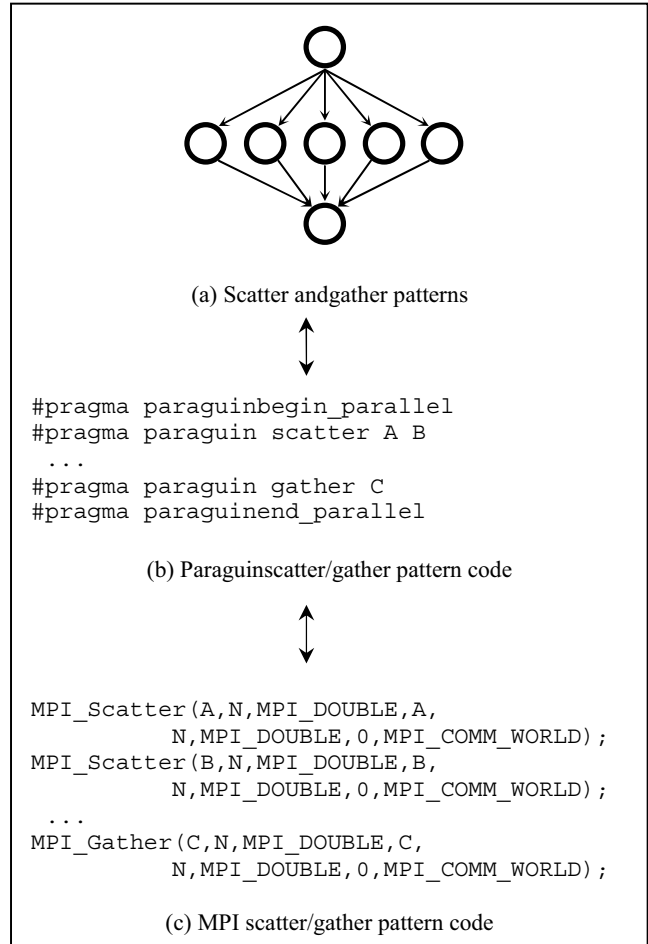 (a) Scatter andgather patterns
#pragma paraguinbegin_parallel
#pragma paraguin scatter A B
...
#pragma paraguin gather C
#pragma paraguinend_parallel
(b) Paraguinscatter/gather pattern code
MPI_Scatter(A,N,MPI_DOUBLE,A,
N,MPI_DOUBLE,0,MPI_COMM_WORLD);
MPI_Scatter(B,N,MPI_DOUBLE,B,
N,MPI_DOUBLE,0,MPI_COMM_WORLD);
...
MPI_Gather(C,N,MPI_DOUBLE,C,
N,MPI_DOUBLE,0,MPI_COMM_WORLD);
(c) MPI scatter/gather pattern code